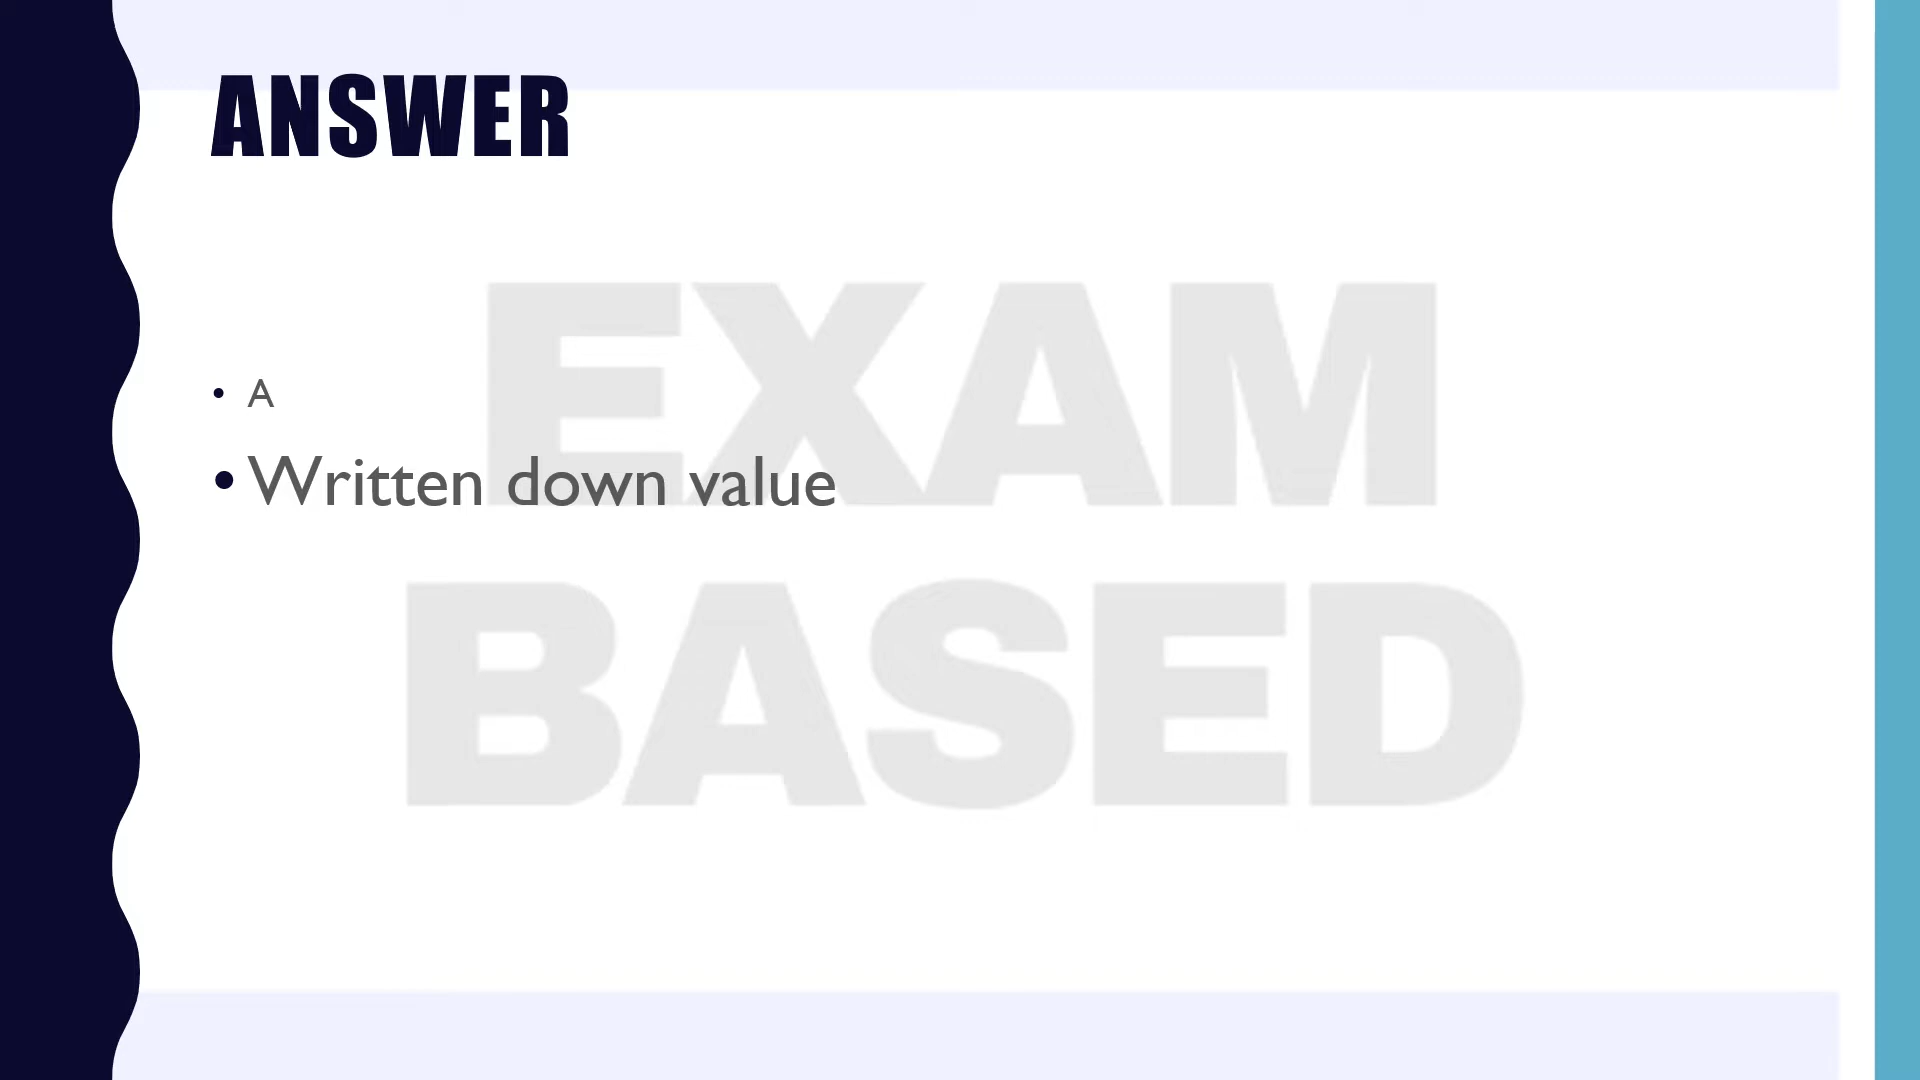 ANSWER
• A
• Written down value
EXAM
BASED